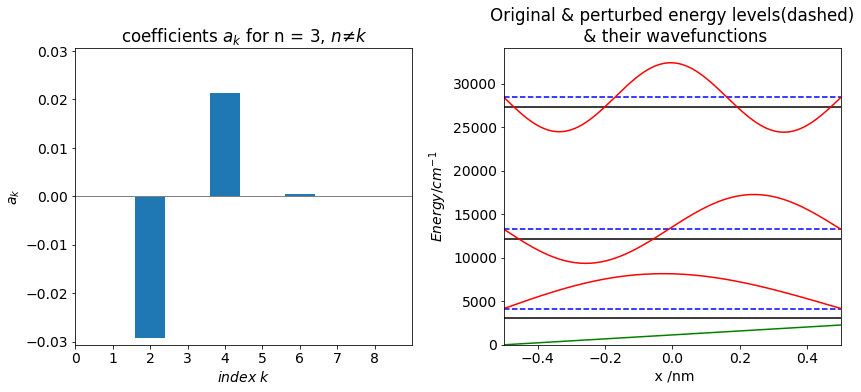 coefficients $a_k$ for n = 3, $n≠k$
0.03
0.02
0.01
0.00
−0.01
−0.02
−0.03
$a_k$
0 1 2 3 4 5 6 7 8
index k
Original & perturbed energy levels(dashed)
& their wavefunctions
30000
25000
20000
15000
10000
5000
0
Energy/cm$^{-1}$
−0.4 −0.2 0.0 0.2 0.4
x /nm